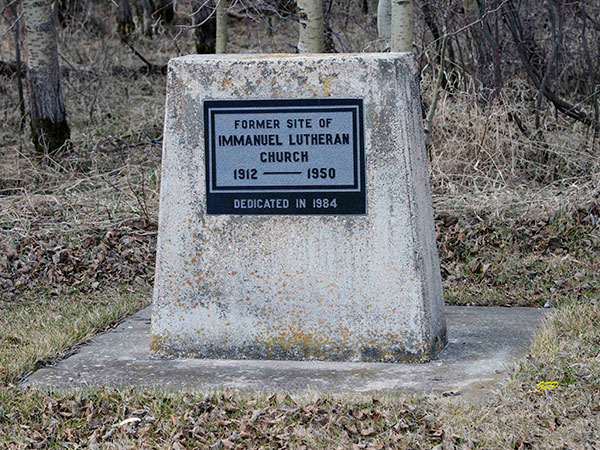 FORMER SITE OF
IMMANUEL LUTHERAN
CHURCH
1912 — 1950
DEDICATED IN 1984